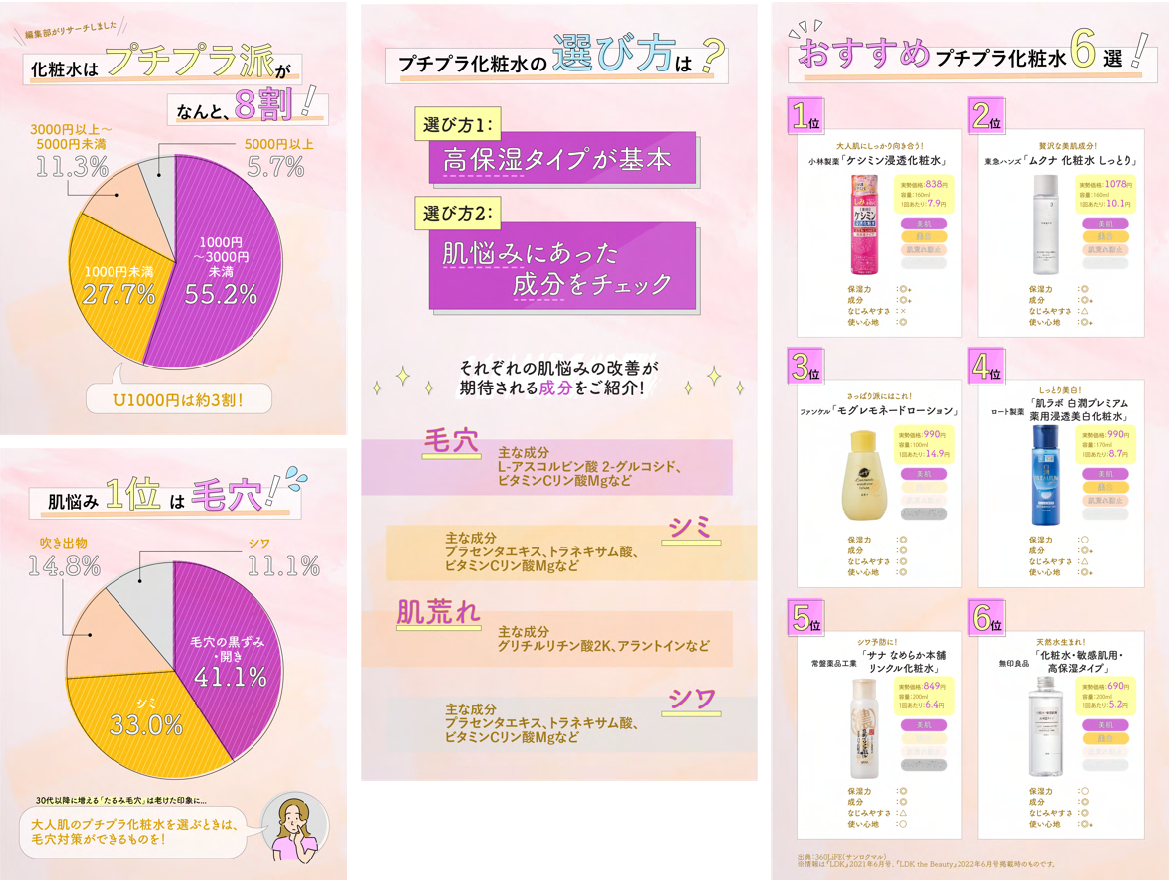 編集部がリサーチしました
化粧水は プチプラ派が
なんと、8割!
3000円以上～
5000円未満
11.3%
5000円以上
5.7%
1000円
～3000円
未満
55.2%
1000円未満
27.7%
U1000円は約3割!
肌悩み 1位 は 毛穴!
吹き出物
14.8%
シワ
11.1%
毛穴の黒ずみ
・開き
41.1%
シミ
33.0%
30代以降に増える「たるみ毛穴」は老けた印象に…
大人肌のプチプラ化粧水を選ぶときは、
毛穴対策ができるものを!
プチプラ化粧水の 選び方 は ?
選び方1:
高保湿タイプが基本
選び方2:
肌悩みにあった
成分をチェック
それぞれの肌悩みの改善が
期待される成分をご紹介!
毛穴
主な成分
L-アスコルビン酸 2-グルコシド、
ビタミンCリン酸Mgなど
シミ
主な成分
プラセンタエキス、トラネキサム酸、
ビタミンCリン酸Mgなど
肌荒れ
主な成分
グリチルリチン酸2K、アラントインなど
シワ
主な成分
プラセンタエキス、トラネキサム酸、
ビタミンCリン酸Mgなど
おすすめ プチプラ化粧水 6 選!
1位
大人肌にしっかり向き合う!
小林製薬「ケシミン浸透化粧水」
ケシミン
実勢価格:838円
容量:160ml
1回あたり:7.9円
美肌
美白
肌荒れ防止
保湿力 :◎+
成分 :◎+
なじみやすさ :×
使い心地 :◎
2位
贅沢な美肌成分!
東急ハンズ「ムクナ 化粧水 しっとり」
実勢価格:1078円
容量:160ml
1回あたり:10.1円
美肌
美白
肌荒れ防止
保湿力 :◎
成分 :◎+
なじみやすさ :△
使い心地 :◎+
3位
さっぱり派にはこれ!
ファンケル「モグレモネードローション」
実勢価格:990円
容量:100ml
1回あたり:14.9円
美肌
保湿力 :◎
成分 :◎
なじみやすさ :◎
使い心地 :◎
4位
しっとり美白!
ロート製薬 「肌ラボ 白潤プレミアム
薬用浸透美白化粧水」
実勢価格:990円
容量:170ml
1回あたり:8.7円
美肌
美白
肌荒れ防止
保湿力 :○
成分 :◎+
なじみやすさ :△
使い心地 :◎+
5位
シワ予防に!
常盤薬品工業 「サナ なめらか本舗
リンクル化粧水」
実勢価格:849円
容量:200ml
1回あたり:6.4円
美肌
保湿力 :◎
成分 :◎
なじみやすさ :△
使い心地 :○
6位
天然水生まれ!
無印良品 「化粧水・敏感肌用・
高保湿タイプ」
実勢価格:690円
容量:200ml
1回あたり:5.2円
美肌
美白
保湿力 :○
成分 :◎
なじみやすさ :◎
使い心地 :◎+
出典:360LiFE(サンロクマル)
※情報は『LDK』2021年6月号、『LDK the Beauty』2022年6月号掲載時のものです。